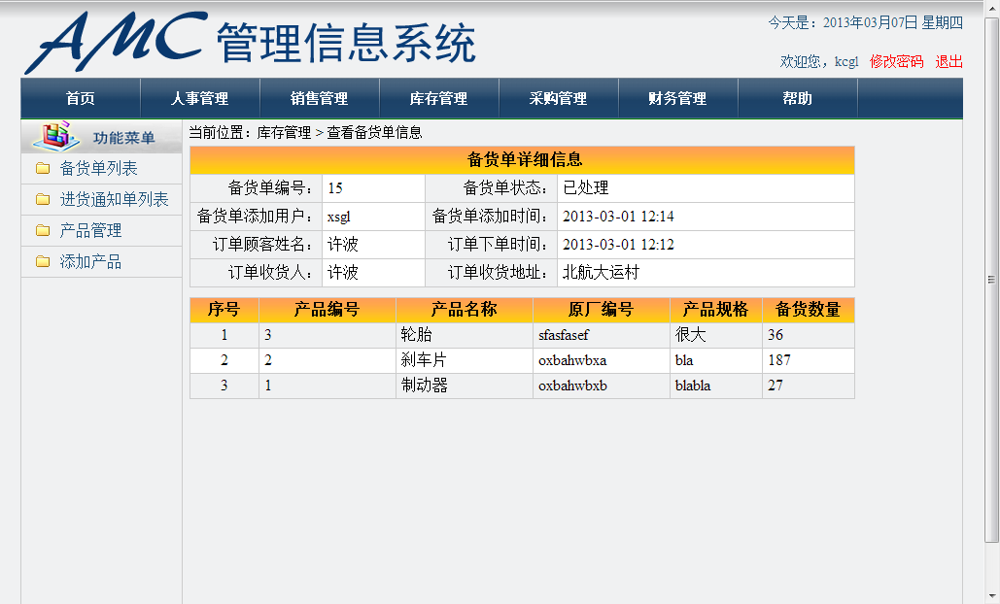 AMC 管理信息系统
今天是：2013年03月07日 星期四
欢迎您，kcgl 修改密码 退出
首页 人事管理 销售管理 库存管理 采购管理 财务管理 帮助
功能菜单
备货单列表
进货通知单列表
产品管理
添加产品
当前位置：库存管理 > 查看备货单信息
备货单详细信息
备货单编号： 15 备货单状态： 已处理
备货单添加用户： xsgl 备货单添加时间： 2013-03-01 12:14
订单顾客姓名： 许波 订单下单时间： 2013-03-01 12:12
订单收货人： 许波 订单收货地址： 北航大运村
序号 产品编号 产品名称 原厂编号 产品规格 备货数量
1 3 轮胎 sfasfasef 很大 36
2 2 刹车片 oxbahwbxa bla 187
3 1 制动器 oxbahwbxb blabla 27